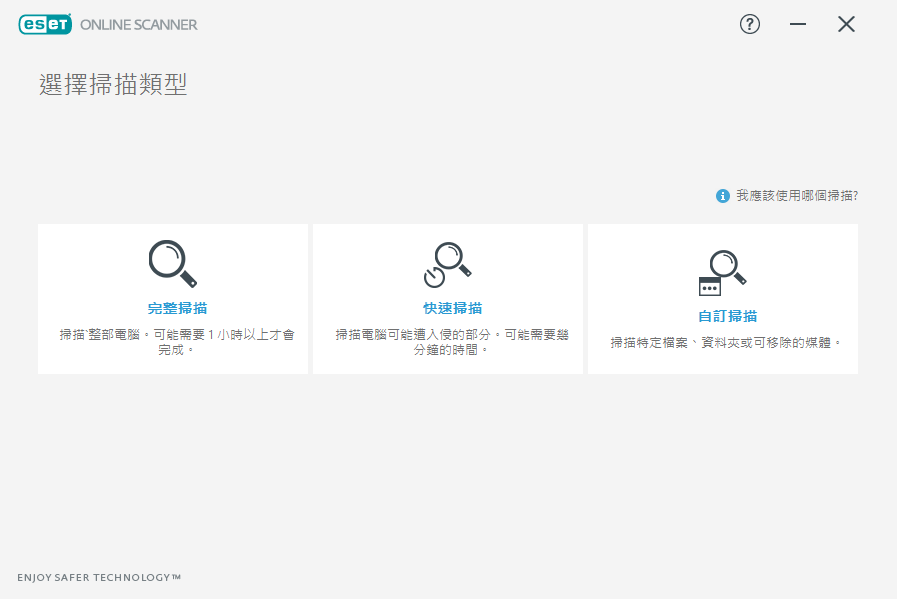 eset ONLINE SCANNER
選擇掃描類型
我應該使用哪個掃描?
完整掃描
掃描`整部電腦。可能需要 1 小時以上才會
完成。
快速掃描
掃描電腦可能遭入侵的部分。可能需要幾
分鐘的時間。
自訂掃描
掃描特定檔案、資料夾或可移除的媒體。
ENJOY SAFER TECHNOLOGY™